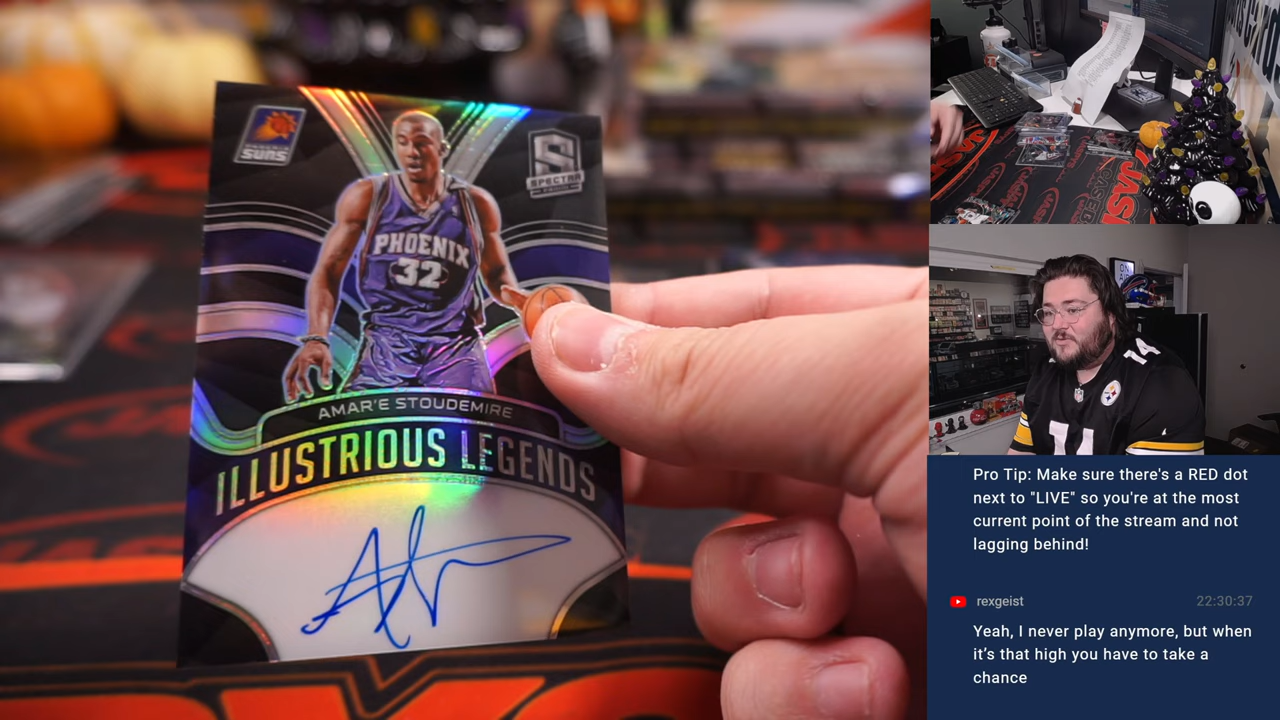 SUNS
SPECTRA
PHOENIX
32
AMAR'E STOUDEMIRE
ILLUSTRIOUS LEGENDS
ON
AIR
14
Pro Tip: Make sure there's a RED dot
next to "LIVE" so you're at the most
current point of the stream and not
lagging behind!
rexgeist 22:30:37
Yeah, I never play anymore, but when
it’s that high you have to take a
chance